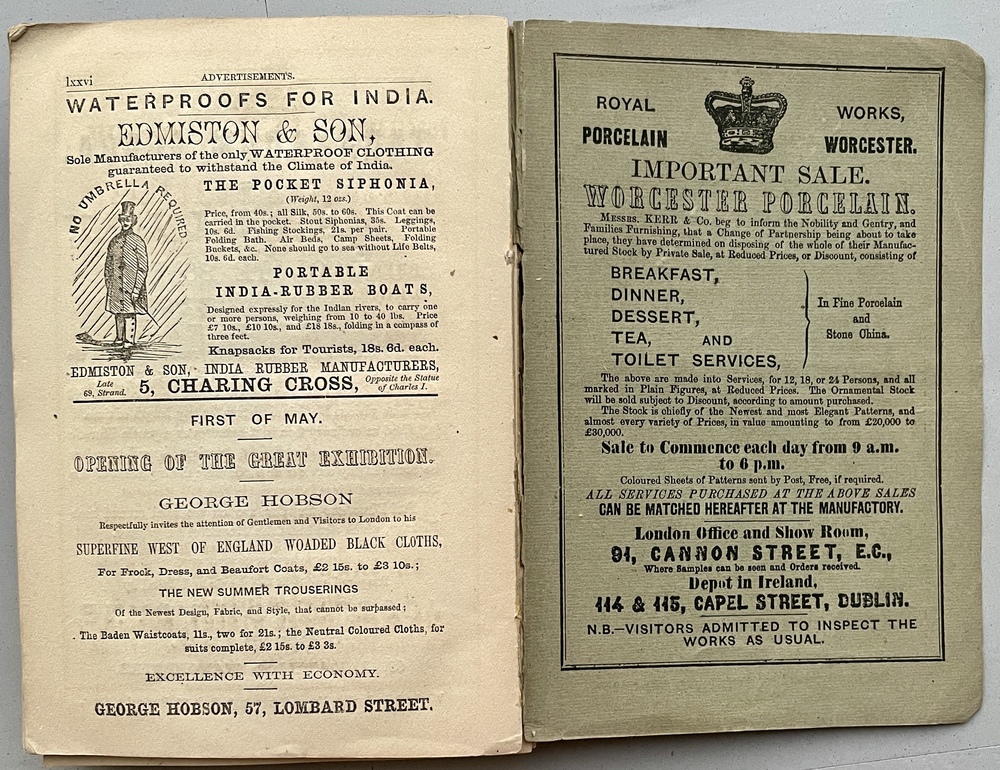 lxxvi
ADVERTISEMENTS.
WATERPROOFS FOR INDIA.
EDMISTON & SON,
Sole Manufacturers of the only WATERPROOF CLOTHING
guaranteed to withstand the Climate of India.
NO UMBRELLA REQUIRED.
THE POCKET SIPHONIA,
(Weight, 12 ozs.)
Price, from 40s.; all Silk, 50s. to 60s. This Coat can be
carried in the pocket. Stout Siphonias, 35s. Leggings,
10s. 6d. Fishing Stockings, 21s. per pair. Portable
Folding Bath. Air Beds, Camp Sheets, Folding
Buckets, &c. None should go to sea without Life Belts,
10s. 6d. each.
PORTABLE
INDIA-RUBBER BOATS,
Designed expressly for the Indian rivers, to carry one
or more persons, weighing from 10 to 40 lbs. Price
£7 10s., £10 10s., and £18 18s., folding in a compass of
three feet.
Knapsacks for Tourists, 18s. 6d. each.
EDMISTON & SON, INDIA RUBBER MANUFACTURERS,
Late 69, Strand. 5, CHARING CROSS, Opposite the Statue of Charles I.
FIRST OF MAY.
OPENING OF THE GREAT EXHIBITION.
GEORGE HOBSON
Respectfully invites the attention of Gentlemen and Visitors to London to his
SUPERFINE WEST OF ENGLAND WOADED BLACK CLOTHS,
For Frock, Dress, and Beaufort Coats, £2 15s. to £3 10s.;
THE NEW SUMMER TROUSERINGS
Of the Newest Design, Fabric, and Style, that cannot be surpassed;
The Baden Waistcoats, 11s., two for 21s.; the Neutral Coloured Cloths, for
suits complete, £2 15s. to £3 3s.
EXCELLENCE WITH ECONOMY.
GEORGE HOBSON, 57, LOMBARD STREET.
ROYAL WORKS,
PORCELAIN WORCESTER.
IMPORTANT SALE.
WORCESTER PORCELAIN.
MESSRS. KERR & Co. beg to inform the Nobility and Gentry, and
Families Furnishing, that a Change of Partnership being about to take
place, they have determined on disposing of the whole of their Manufac-
tured Stock by Private Sale, at Reduced Prices, or Discount, consisting of
BREAKFAST,
DINNER,
DESSERT,
TEA, AND
TOILET SERVICES,
In Fine Porcelain
and
Stone China.
The above are made into Services, for 12, 18, or 24 Persons, and all
marked in Plain Figures, at Reduced Prices. The Ornamental Stock
will be sold subject to Discount, according to amount purchased.
The Stock is chiefly of the Newest and most Elegant Patterns, and
almost every variety of Prices, in value amounting to from £20,000 to
£30,000.
Sale to Commence each day from 9 a.m.
to 6 p.m.
Coloured Sheets of Patterns sent by Post, Free, if required.
ALL SERVICES PURCHASED AT THE ABOVE SALES
CAN BE MATCHED HEREAFTER AT THE MANUFACTORY.
London Office and Show Room,
91, CANNON STREET, E.C.,
Where Samples can be seen and Orders received.
Depot in Ireland,
114 & 115, CAPEL STREET, DUBLIN.
N.B.—VISITORS ADMITTED TO INSPECT THE
WORKS AS USUAL.